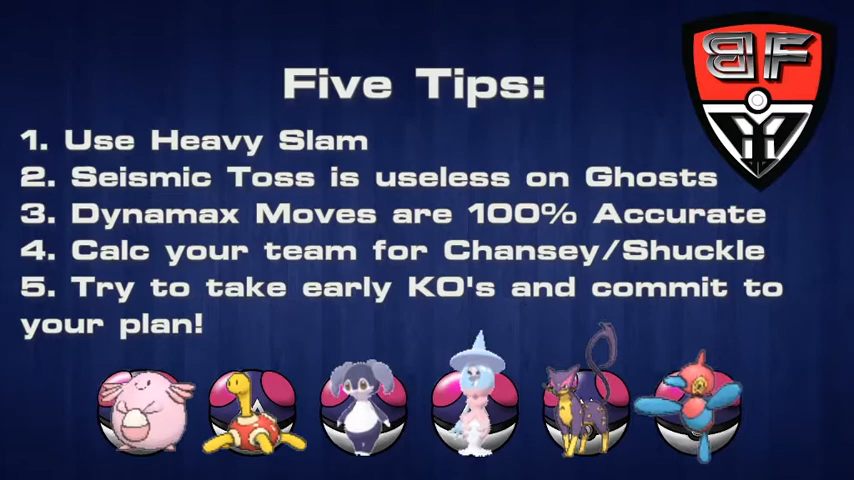 BF
Five Tips:
1. Use Heavy Slam
2. Seismic Toss is useless on Ghosts
3. Dynamax Moves are 100% Accurate
4. Calc your team for Chansey/Shuckle
5. Try to take early KO's and commit to
your plan!